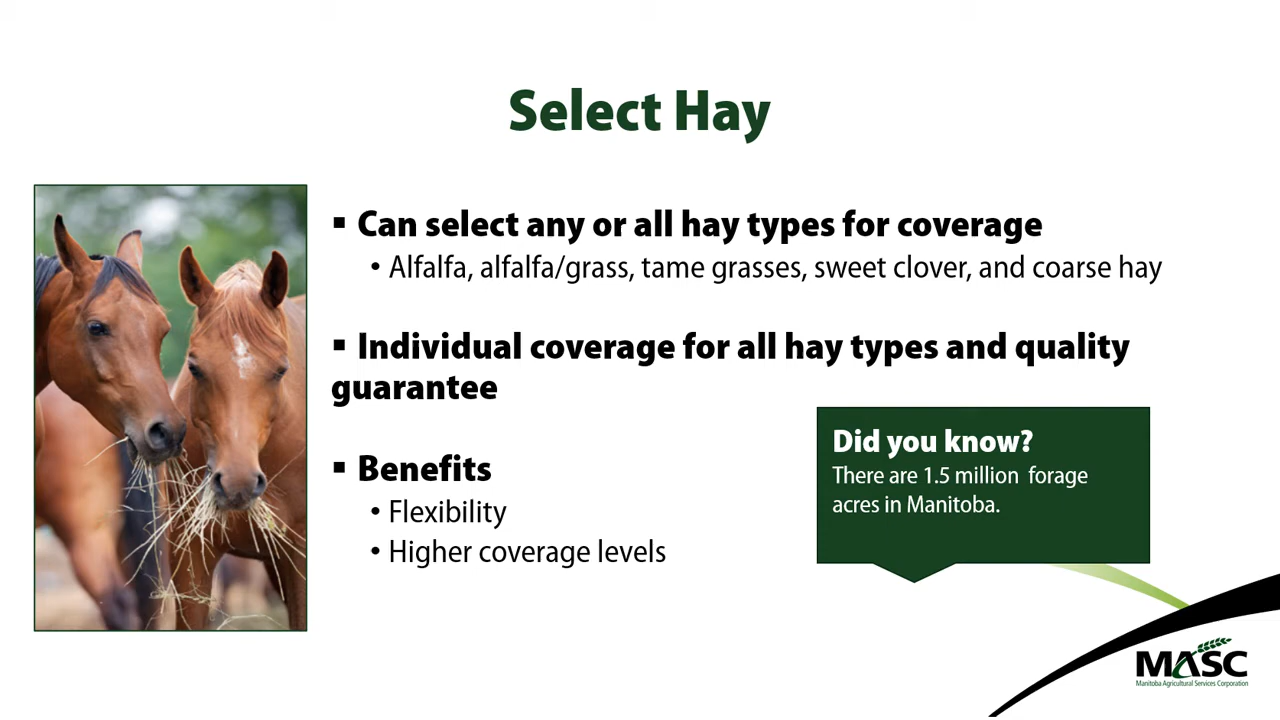 Select Hay
▪ Can select any or all hay types for coverage
• Alfalfa, alfalfa/grass, tame grasses, sweet clover, and coarse hay
▪ Individual coverage for all hay types and quality
guarantee
▪ Benefits
• Flexibility
• Higher coverage levels
Did you know?
There are 1.5 million forage
acres in Manitoba.
MASC
Manitoba Agricultural Services Corporation